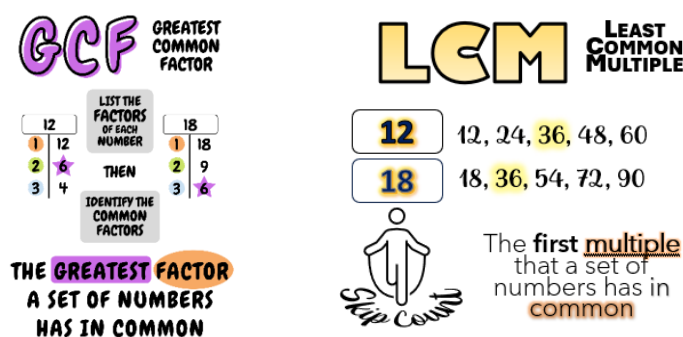 GCF
GREATEST
COMMON
FACTOR
LIST THE
FACTORS
OF EACH
NUMBER
12
1 12
2 6
3 4
18
1 18
2 9
3 6
THEN
IDENTIFY THE
COMMON
FACTORS
THE GREATEST FACTOR
A SET OF NUMBERS
HAS IN COMMON
LCM
LEAST
COMMON
MULTIPLE
12 12, 24, 36, 48, 60
18 18, 36, 54, 72, 90
Skip Count
The first multiple
that a set of
numbers has in
common